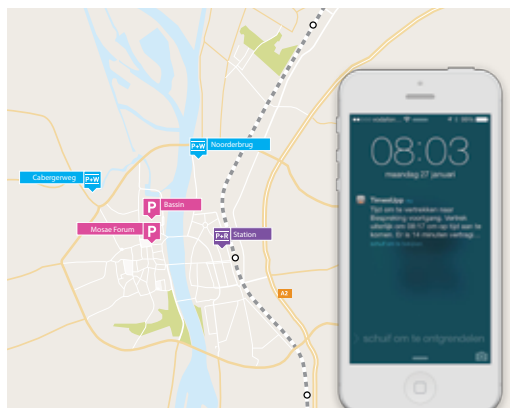 P+W Noorderbrug
Cabergerweg P+W
P Bassin
Mosae Forum P
P+R Station
A2
08:03
maandag 27 januari
TimesUpp
Tijd om te vertrekken naar
Bespreking voortgang. Vertrek
uiterlijk om 08:17 om op tijd aan te
komen. Er is 14 minuten vertragi...
schuif om te ontgrendelen